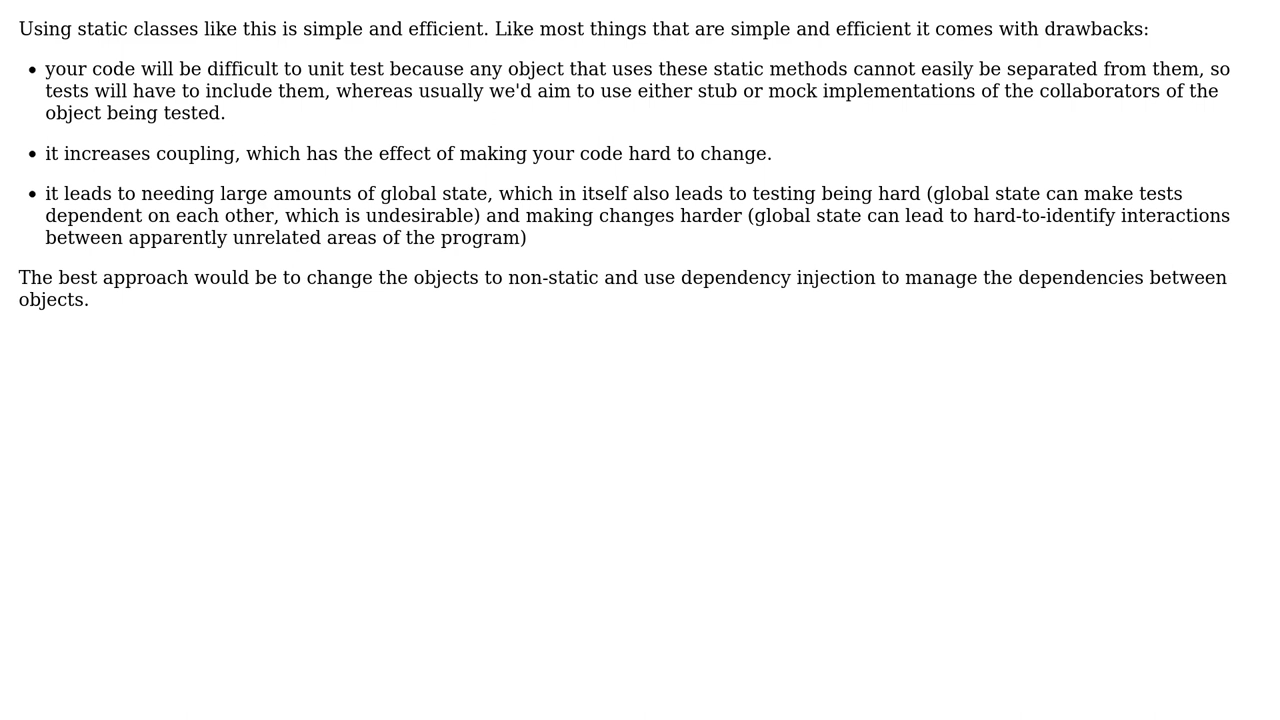 Using static classes like this is simple and efficient. Like most things that are simple and efficient it comes with drawbacks:
• your code will be difficult to unit test because any object that uses these static methods cannot easily be separated from them, so
tests will have to include them, whereas usually we'd aim to use either stub or mock implementations of the collaborators of the
object being tested.
• it increases coupling, which has the effect of making your code hard to change.
• it leads to needing large amounts of global state, which in itself also leads to testing being hard (global state can make tests
dependent on each other, which is undesirable) and making changes harder (global state can lead to hard-to-identify interactions
between apparently unrelated areas of the program)
The best approach would be to change the objects to non-static and use dependency injection to manage the dependencies between
objects.